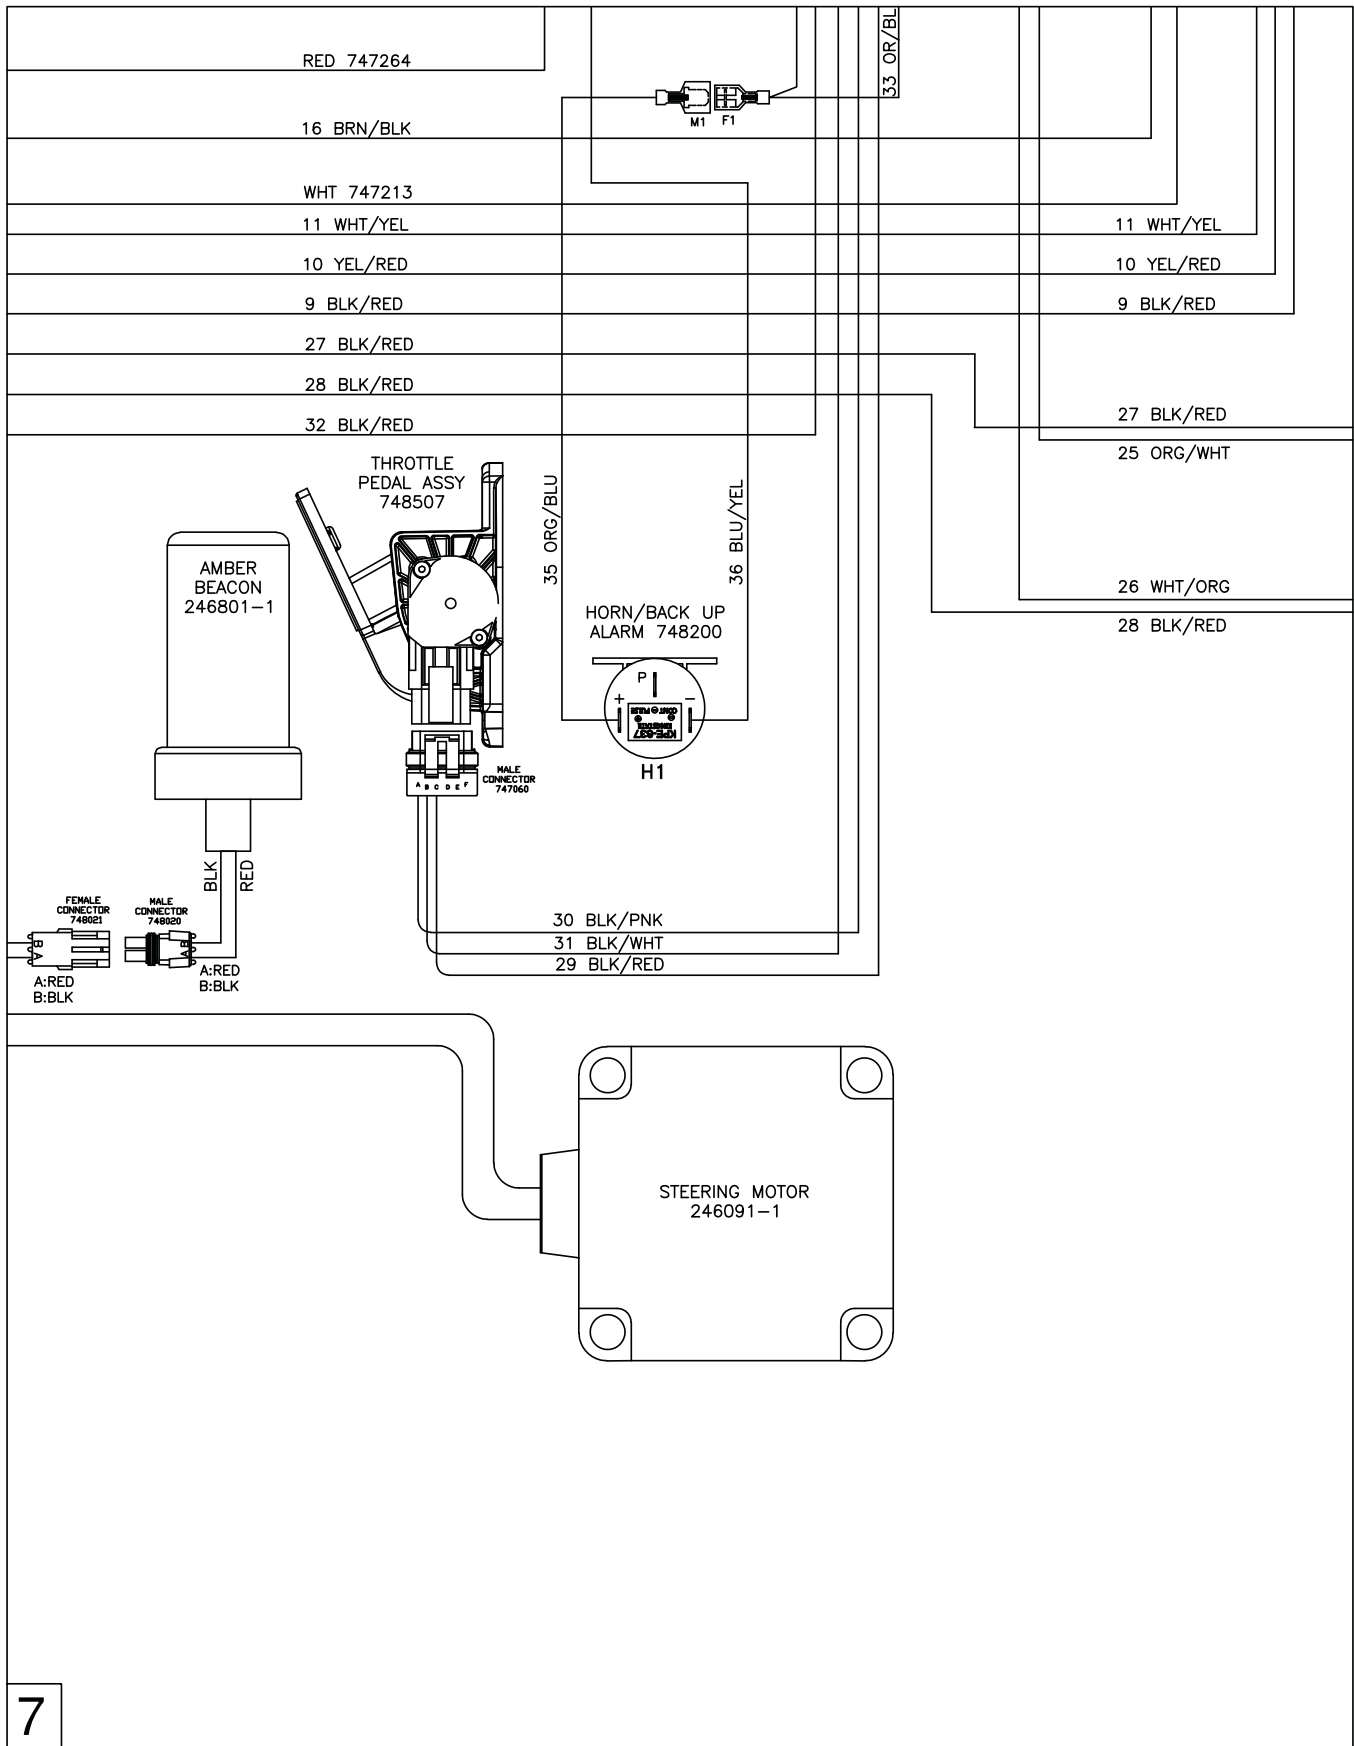 33 OR/BL
RED 747264
M1 F1
16 BRN/BLK
WHT 747213
11 WHT/YEL
11 WHT/YEL
10 YEL/RED
10 YEL/RED
9 BLK/RED
9 BLK/RED
27 BLK/RED
28 BLK/RED
32 BLK/RED
27 BLK/RED
25 ORG/WHT
THROTTLE
PEDAL ASSY
748507
35 ORG/BLU
36 BLU/YEL
AMBER
BEACON
246801-1
26 WHT/ORG
28 BLK/RED
HORN/BACK UP
ALARM 748200
P
+ -
CONT PULSE
KPE-637
H1
MALE
CONNECTOR
747060
A B C D E F
BLK
RED
FEMALE
CONNECTOR
748021
MALE
CONNECTOR
748020
B
A
B
A
A:RED
B:BLK
A:RED
B:BLK
30 BLK/PNK
31 BLK/WHT
29 BLK/RED
STEERING MOTOR
246091-1
7